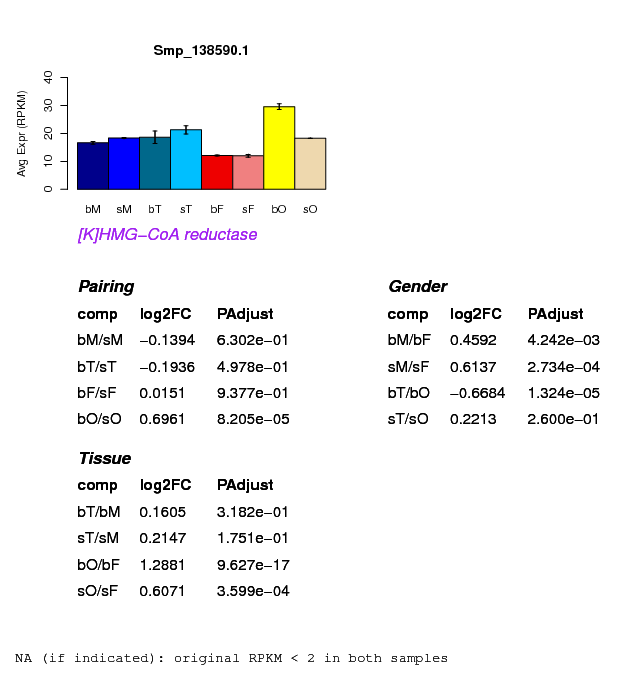 Smp_138590.1
Avg Expr (RPKM)
40
30
20
10
0
bM sM bT sT bF sF bO sO
[K]HMG−CoA reductase
Pairing
comp log2FC PAdjust
bM/sM −0.1394 6.302e−01
bT/sT −0.1936 4.978e−01
bF/sF 0.0151 9.377e−01
bO/sO 0.6961 8.205e−05
Gender
comp log2FC PAdjust
bM/bF 0.4592 4.242e−03
sM/sF 0.6137 2.734e−04
bT/bO −0.6684 1.324e−05
sT/sO 0.2213 2.600e−01
Tissue
comp log2FC PAdjust
bT/bM 0.1605 3.182e−01
sT/sM 0.2147 1.751e−01
bO/bF 1.2881 9.627e−17
sO/sF 0.6071 3.599e−04
NA (if indicated): original RPKM < 2 in both samples